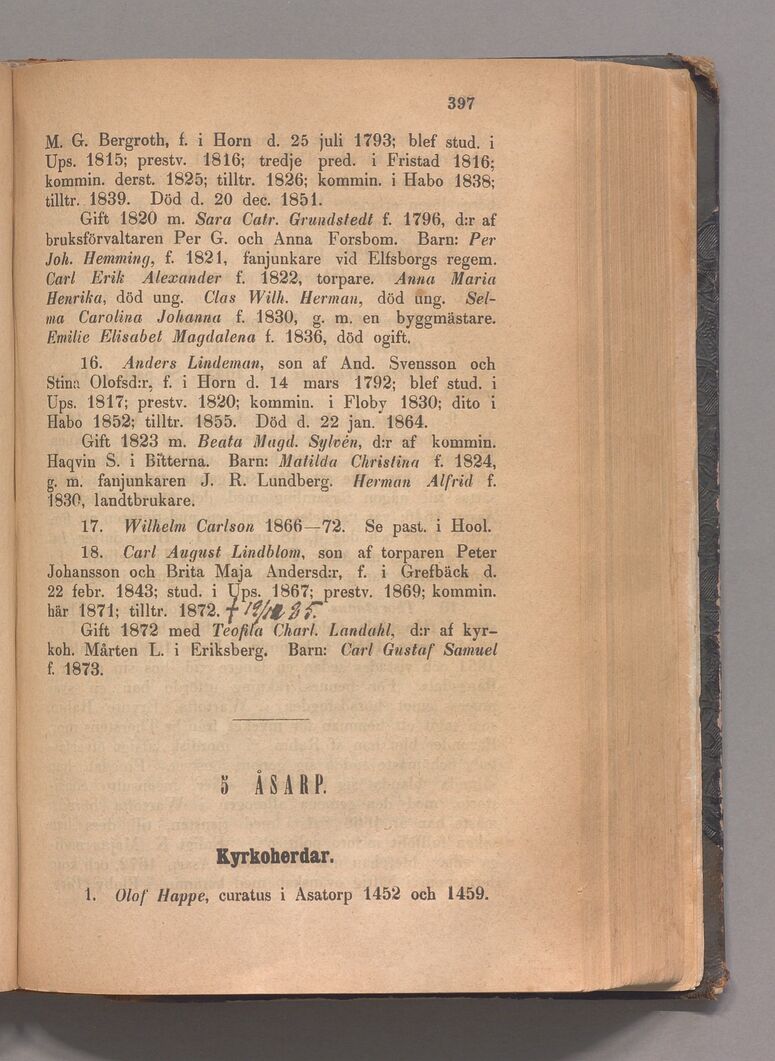 397
M. G. Bergroth, f. i Horn d. 25 juli 1793; blef stud. i
Ups. 1815; prestv. 1816; tredje pred. i Fristad 1816;
kommin. derst. 1825; tilltr. 1826; kommin. i Habo 1838;
tilltr. 1839. Död d. 20 dec. 1851.
Gift 1820 m. Sara Catr. Grundstedt f. 1796, d:r af
bruksförvaltaren Per G. och Anna Forsbom. Barn: Per
Joh. Hemming, f. 1821, fanjunkare vid Elfsborgs regem.
Carl Erik Alexander f. 1822, torpare. Anna Maria
Henrika, död ung. Clas Wilh. Herman, död ung. Sel-
ma Carolina Johanna f. 1830, g. m. en byggmästare.
Emilie Elisabet Magdalena f. 1836, död ogift.
16. Anders Lindeman, son af And. Svensson och
Stina Olofsd:r, f. i Horn d. 14 mars 1792; blef stud. i
Ups. 1817; prestv. 1820; kommin. i Floby 1830; dito i
Habo 1852; tilltr. 1855. Död d. 22 jan. 1864.
Gift 1823 m. Beata Magd. Sylvén, d:r af kommin.
Haqvin S. i Bitterna. Barn: Matilda Christina f. 1824,
g. m. fanjunkaren J. R. Lundberg. Herman Alfrid f.
1830, landtbrukare.
17. Wilhelm Carlson 1866—72. Se past. i Hool.
18. Carl August Lindblom, son af torparen Peter
Johansson och Brita Maja Andersd:r, f. i Grefbäck d.
22 febr. 1843; stud. i Ups. 1867; prestv. 1869; kommin.
här 1871; tilltr. 1872. †
Gift 1872 med Teofila Charl. Landahl, d:r af kyr-
koh. Mårten L. i Eriksberg. Barn: Carl Gustaf Samuel
f. 1873.
5 ÅSARP.
Kyrkoherdar.
1. Olof Happe, curatus i Asatorp 1452 och 1459.